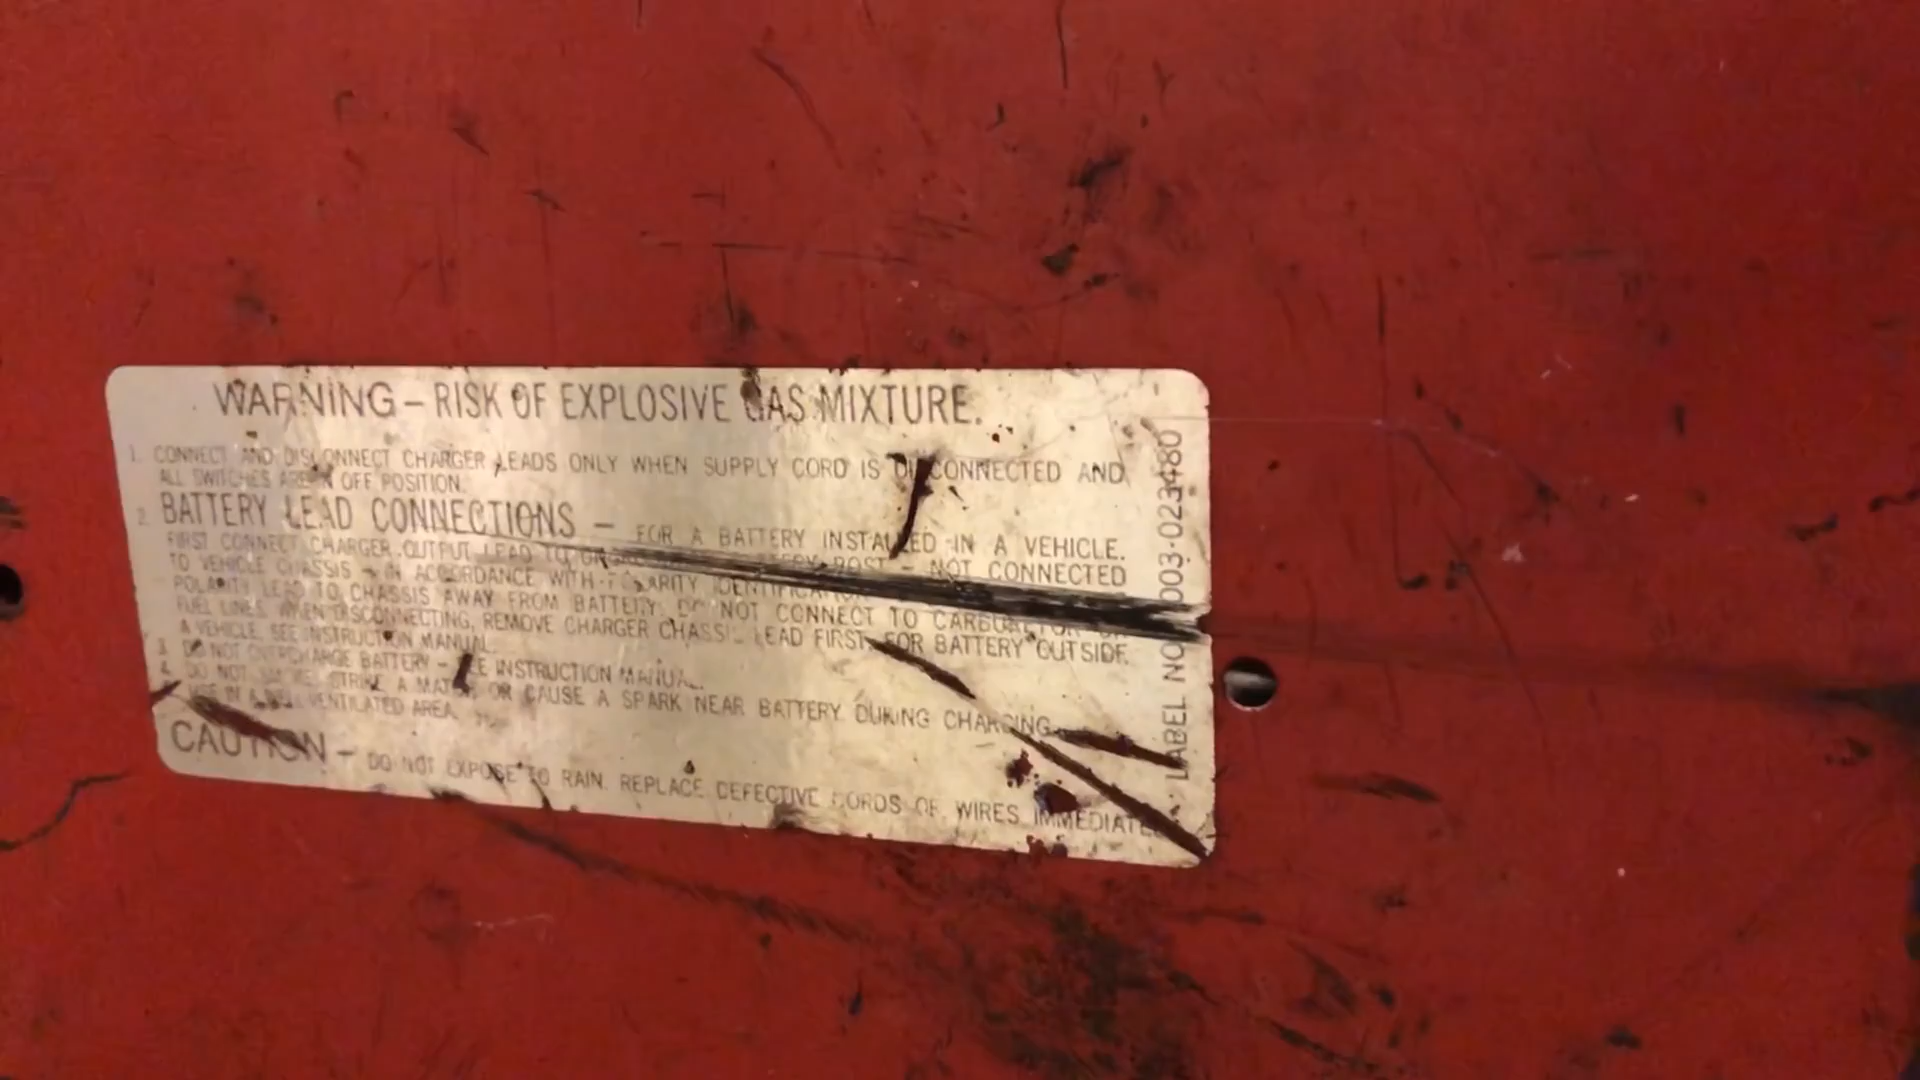 WARNING – RISK OF EXPLOSIVE GAS MIXTURE.
1. CONNECT AND DISCONNECT CHARGER LEADS ONLY WHEN SUPPLY CORD IS DISCONNECTED AND
ALL SWITCHES ARE IN OFF POSITION.
2. BATTERY LEAD CONNECTIONS – FOR A BATTERY INSTALLED IN A VEHICLE.
FIRST CONNECT CHARGER OUTPUT LEAD TO POST – NOT CONNECTED
TO VEHICLE CHASSIS – IN ACCORDANCE WITH POLARITY
POLARITY LEAD TO CHASSIS AWAY FROM BATTERY. DO NOT CONNECT TO CARBURETOR OR
FUEL LINES. WHEN DISCONNECTING, REMOVE CHARGER CHASSIS LEAD FIRST. FOR BATTERY OUTSIDE
A VEHICLE, SEE INSTRUCTION MANUAL.
3. DO NOT OVERCHARGE BATTERY – SEE INSTRUCTION MANUAL.
4. DO NOT SMOKE, STRIKE A MATCH, OR CAUSE A SPARK NEAR BATTERY DURING CHARGING.
USE IN A WELL VENTILATED AREA.
CAUTION – DO NOT EXPOSE TO RAIN. REPLACE DEFECTIVE CORDS OR WIRES IMMEDIATELY
LABEL NO. 003-023480